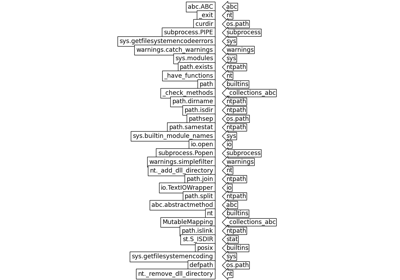 abc.ABC abc
_exit nt
curdir os.path
subprocess.PIPE subprocess
sys.getfilesystemencodeerrors sys
warnings.catch_warnings warnings
sys.modules sys
path.exists ntpath
_have_functions nt
path builtins
_check_methods _collections_abc
path.dirname ntpath
path.isdir ntpath
pathsep os.path
path.samestat ntpath
sys.builtin_module_names sys
io.open io
subprocess.Popen subprocess
warnings.simplefilter warnings
nt._add_dll_directory nt
path.join ntpath
io.TextIOWrapper io
path.split ntpath
abc.abstractmethod abc
nt builtins
MutableMapping _collections_abc
path.islink ntpath
st.S_ISDIR stat
posix builtins
sys.getfilesystemencoding sys
defpath os.path
nt._remove_dll_directory nt